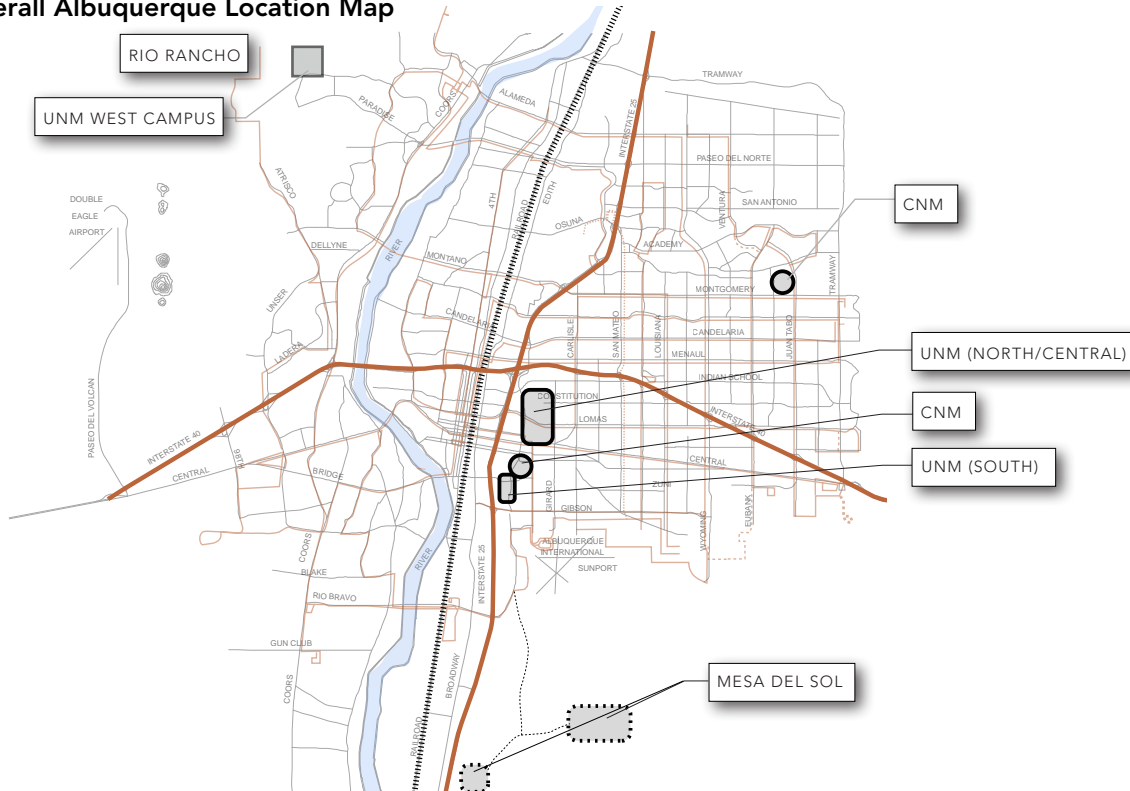 erall Albuquerque Location Map
RIO RANCHO
UNM WEST CAMPUS
TRAMWAY
COORS
ALAMEDA
PARADISE
INTERSTATE 25
PASEO DEL NORTE
ATRISCO
EDITH
4TH
VENTURA
SAN ANTONIO
CNM
DOUBLE
EAGLE
AIRPORT
RAILROAD
OSUNA
DELLYNE
RIVER
ACADEMY
MONTANO
TRAMWAY
MONTGOMERY
UNSER
CANDELARIA
CARLISLE
SAN MATEO
LOUISIANA
CANDELARIA
JUAN TABO
LADERA
MENAUL
UNM (NORTH/CENTRAL)
INDIAN SCHOOL
PASEO DEL VOLCAN
CONSTITUTION
CNM
LOMAS
INTERSTATE 40
INTERSTATE 40
98TH
CENTRAL
CENTRAL
BRIDGE
UNM (SOUTH)
ZUNI
GIRARD
EUBANK
GIBSON
WYOMING
COORS
ALBUQUERQUE
INTERNATIONAL
SUNPORT
RIVER
BLAKE
INTERSTATE 25
RIO BRAVO
GUN CLUB
BROADWAY
MESA DEL SOL
COORS
RAILROAD